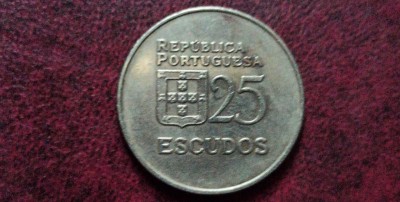 REPÚBLICA
PORTUGUESA
25
ESCUDOS